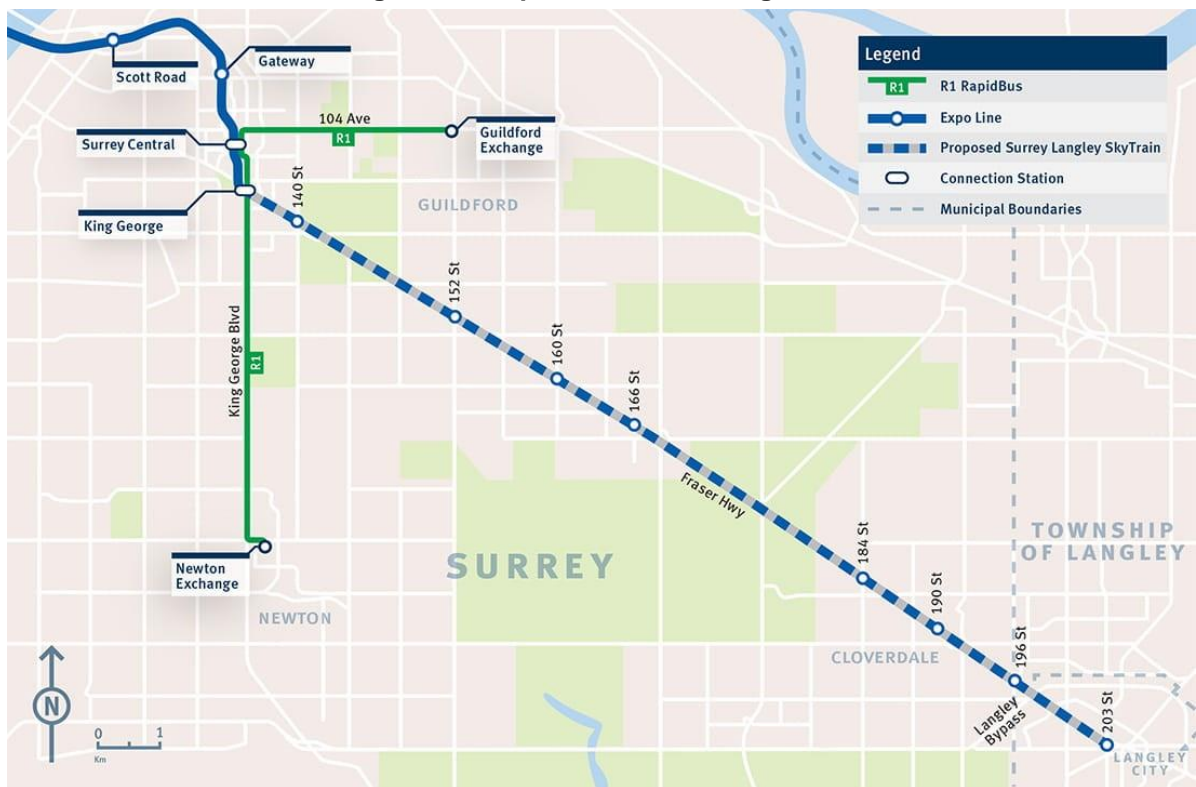 Scott Road
Gateway
Surrey Central
King George
104 Ave
R1
Guildford
Exchange
GUILDFORD
Legend
R1 R1 RapidBus
Expo Line
Proposed Surrey Langley SkyTrain
Connection Station
Municipal Boundaries
140 St
152 St
160 St
166 St
King George Blvd
R1
Fraser Hwy
Newton
Exchange
NEWTON
SURREY
184 St
190 St
196 St
203 St
TOWNSHIP
OF LANGLEY
CLOVERDALE
Langley
Bypass
LANGLEY
CITY
N
0 1
Km